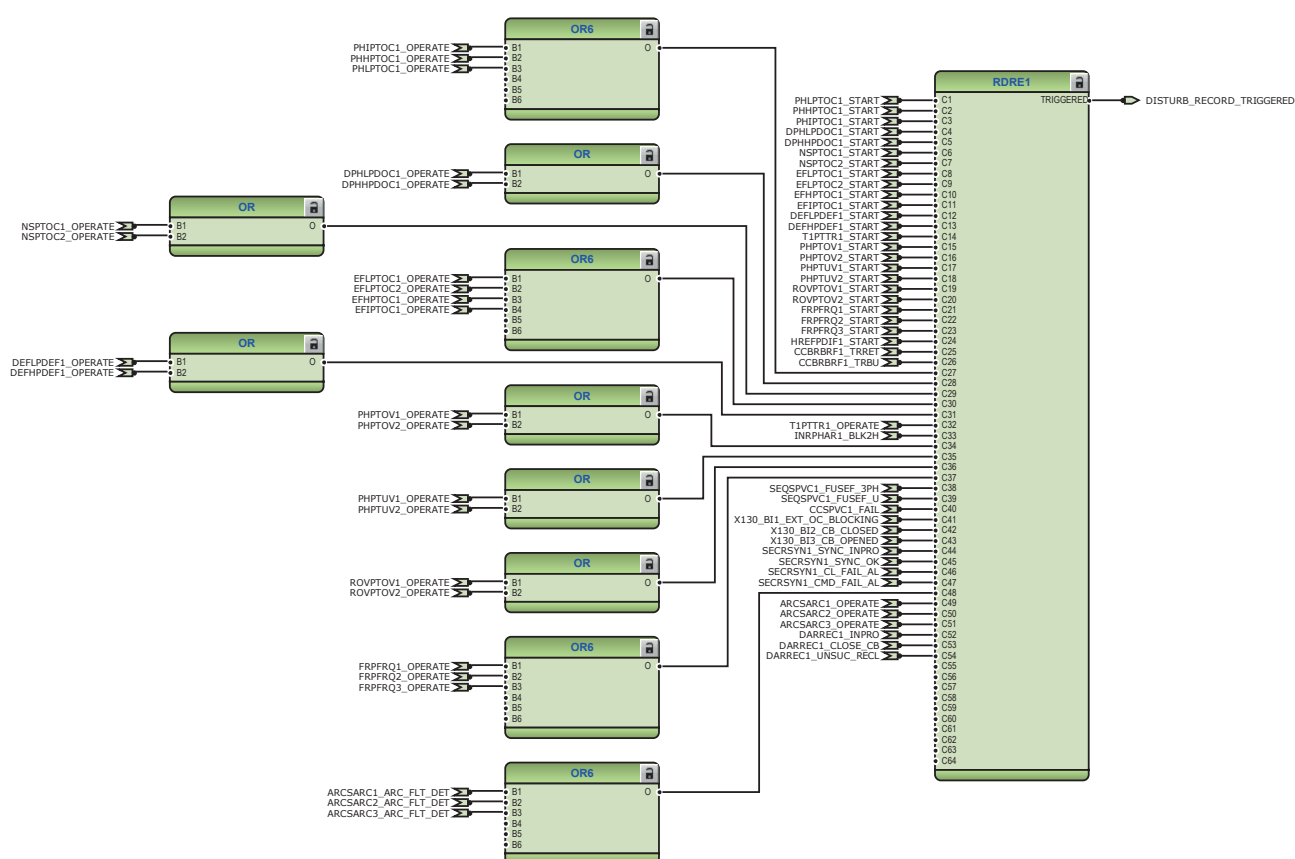 OR6
PHIPTOC1_OPERATE B1 O
PHHPTOC1_OPERATE B2
PHLPTOC1_OPERATE B3
B4
B5
B6
OR
DPHLPDOC1_OPERATE B1 O
DPHHPDOC1_OPERATE B2
OR
NSPTOC1_OPERATE B1 O
NSPTOC2_OPERATE B2
OR6
EFLPTOC1_OPERATE B1 O
EFLPTOC2_OPERATE B2
EFHPTOC1_OPERATE B3
EFIPTOC1_OPERATE B4
B5
B6
OR
DEFLPDEF1_OPERATE B1 O
DEFHPDEF1_OPERATE B2
OR
PHPTOV1_OPERATE B1 O
PHPTOV2_OPERATE B2
OR
PHPTUV1_OPERATE B1 O
PHPTUV2_OPERATE B2
OR
ROVPTOV1_OPERATE B1 O
ROVPTOV2_OPERATE B2
OR6
FRPFRQ1_OPERATE B1 O
FRPFRQ2_OPERATE B2
FRPFRQ3_OPERATE B3
B4
B5
B6
OR6
ARCSARC1_ARC_FLT_DET B1 O
ARCSARC2_ARC_FLT_DET B2
ARCSARC3_ARC_FLT_DET B3
B4
B5
B6
RDRE1
PHLPTOC1_START C1 TRIGGERED DISTURB_RECORD_TRIGGERED
PHHPTOC1_START C2
PHIPTOC1_START C3
DPHLPDOC1_START C4
DPHHPDOC1_START C5
NSPTOC1_START C6
NSPTOC2_START C7
EFLPTOC1_START C8
EFLPTOC2_START C9
EFHPTOC1_START C10
EFIPTOC1_START C11
DEFLPDEF1_START C12
DEFHPDEF1_START C13
T1PTTR1_START C14
PHPTOV1_START C15
PHPTOV2_START C16
PHPTUV1_START C17
PHPTUV2_START C18
ROVPTOV1_START C19
ROVPTOV2_START C20
FRPFRQ1_START C21
FRPFRQ2_START C22
FRPFRQ3_START C23
HREFPDIF1_START C24
CCBRBRF1_TRRET C25
CCBRBRF1_TRBU C26
C27
C28
C29
C30
C31
T1PTTR1_OPERATE C32
INRPHAR1_BLK2H C33
C34
C35
C36
C37
SEQSPVC1_FUSEF_3PH C38
SEQSPVC1_FUSEF_U C39
CCSPVC1_FAIL C40
X130_BI1_EXT_OC_BLOCKING C41
X130_BI2_CB_CLOSED C42
X130_BI3_CB_OPENED C43
SECRSYN1_SYNC_INPRO C44
SECRSYN1_SYNC_OK C45
SECRSYN1_CL_FAIL_AL C46
SECRSYN1_CMD_FAIL_AL C47
C48
ARCSARC1_OPERATE C49
ARCSARC2_OPERATE C50
ARCSARC3_OPERATE C51
DARREC1_INPRO C52
DARREC1_CLOSE_CB C53
DARREC1_UNSUC_RECL C54
C55
C56
C57
C58
C59
C60
C61
C62
C63
C64